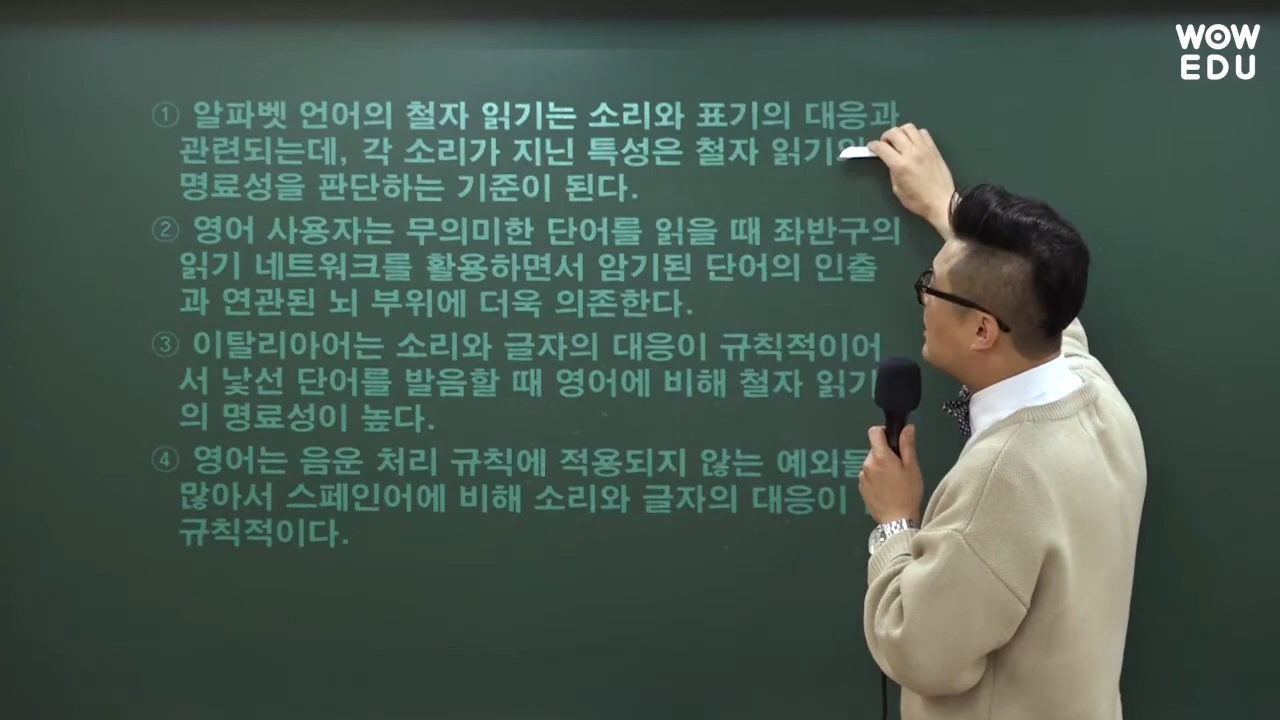 WOW
EDU
① 알파벳 언어의 철자 읽기는 소리와 표기의 대응과
관련되는데, 각 소리가 지닌 특성은 철자
명료성을 판단하는 기준이 된다.
② 영어 사용자는 무의미한 단어를 읽을 때 좌반구의
읽기 네트워크를 활용하면서 암기된 단어의 인출
과 연관된 뇌 부위에 더욱 의존한다.
③ 이탈리아어는 소리와 글자의 대응이 규칙적이어
서 낯선 단어를 발음할 때 영어에 비해 철자 읽기
의 명료성이 높다.
④ 영어는 음운 처리 규칙에 적용되지 않는
많아서 스페인어에 비해 소리와 글자의 대응이
규칙적이다.